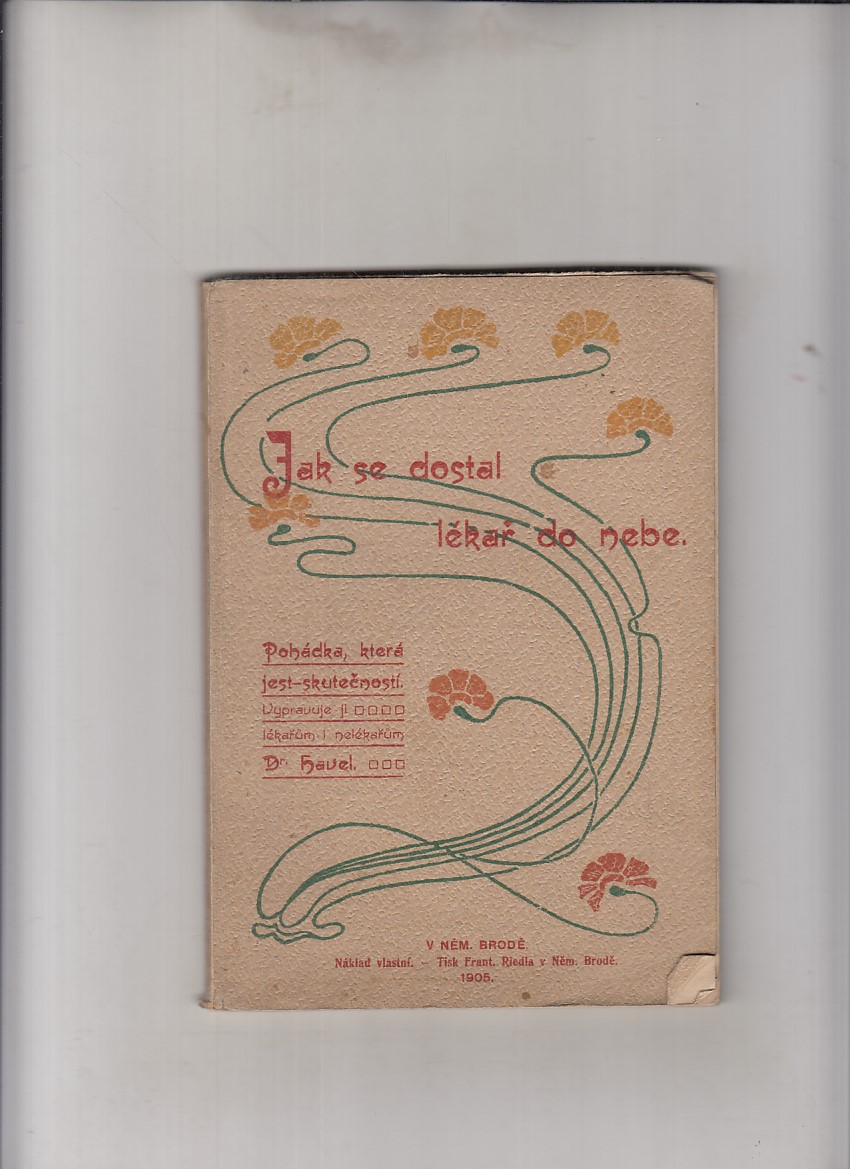 Jak se dostal
lékař do nebe.
Pohádka, která
jest-skutečností.
Vypravuje ji
lékařům i nelékařům
Dr. Havel.
V NĚM. BRODĚ.
Náklad vlastní. – Tisk Frant. Riedla v Něm. Brodě.
1905.